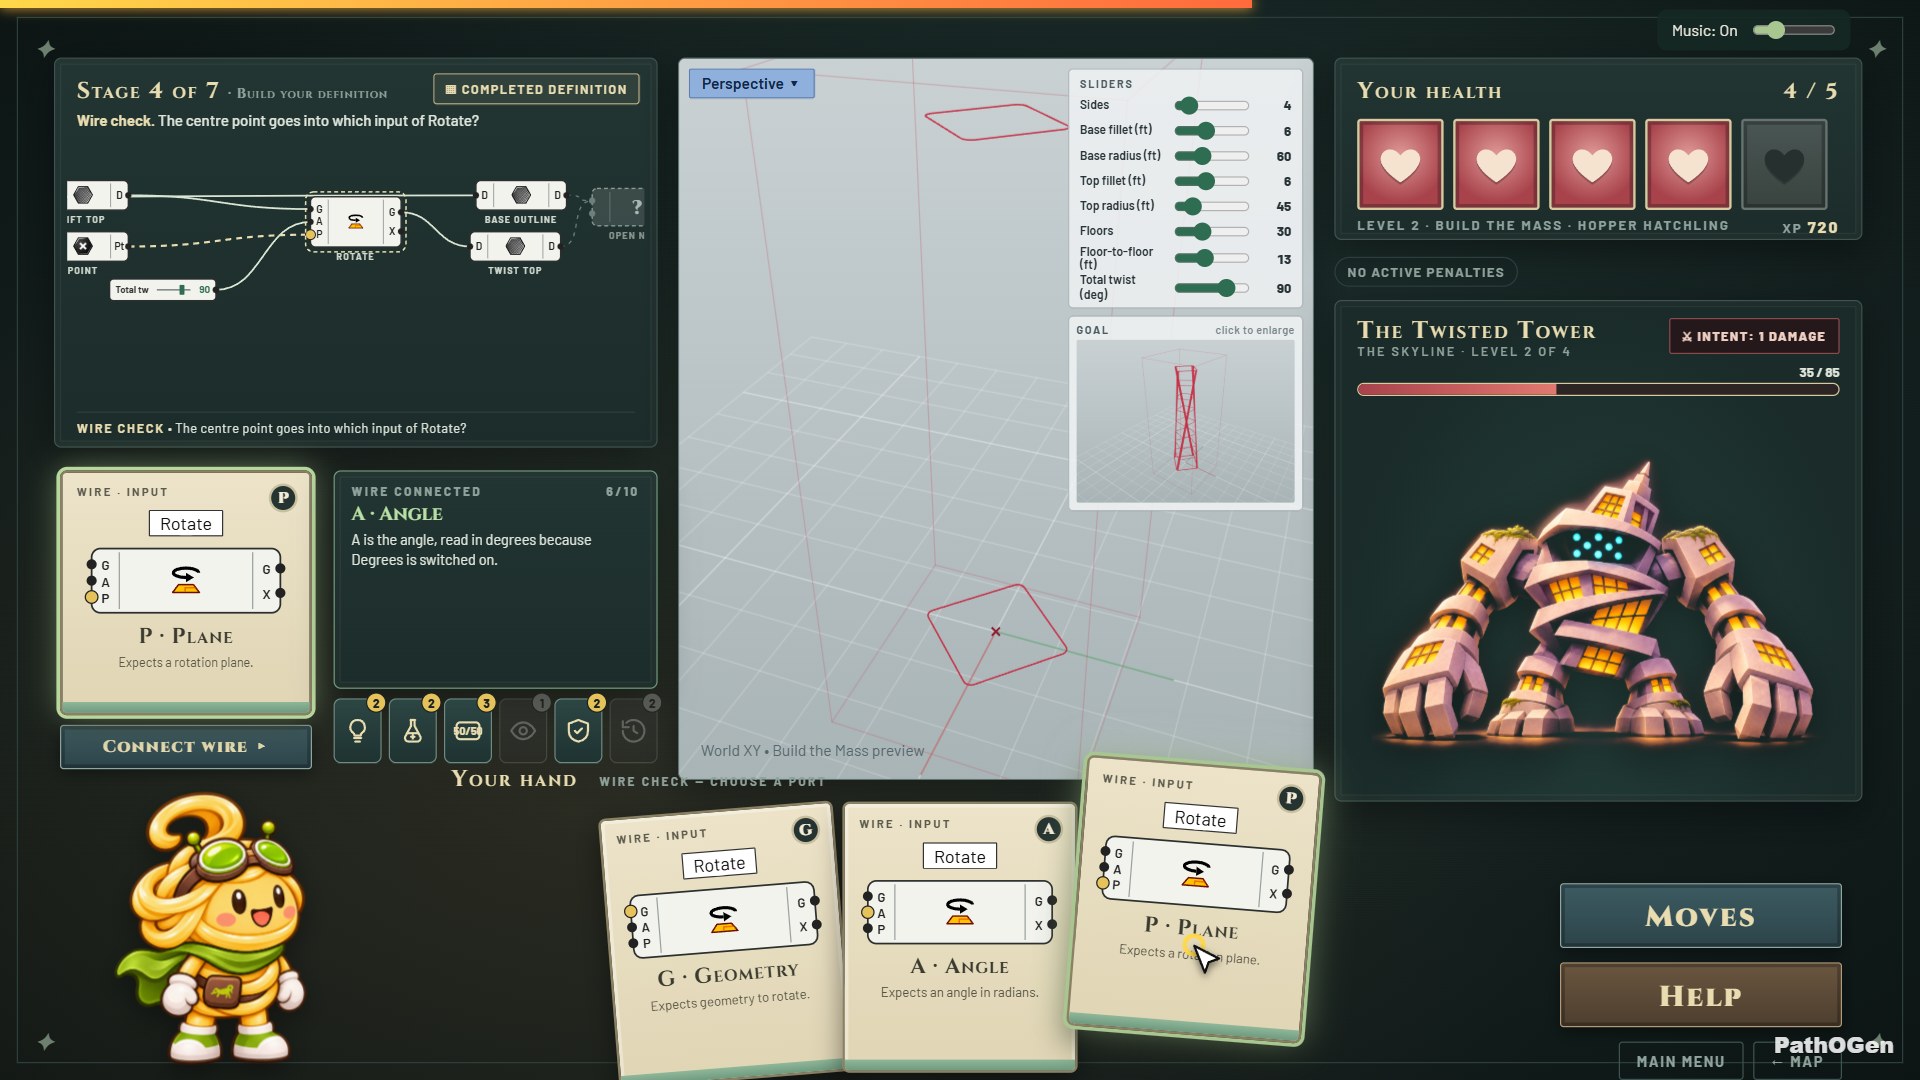 Music: On
STAGE 4 OF 7 · BUILD YOUR DEFINITION
COMPLETED DEFINITION
Wire check. The centre point goes into which input of Rotate?
D
IFT TOP
Pt
POINT
Total tw 90
G
A
P
G
X
ROTATE
D D
BASE OUTLINE
D D
TWIST TOP
?
OPEN N
WIRE CHECK • The centre point goes into which input of Rotate?
WIRE · INPUT P
Rotate
G
A
P
G
X
P · PLANE
Expects a rotation plane.
CONNECT WIRE
WIRE CONNECTED 6/10
A · ANGLE
A is the angle, read in degrees because
Degrees is switched on.
2 2 3 1 2 2
50/50
YOUR HAND WIRE CHECK – CHOOSE A PORT
Perspective
SLIDERS
Sides 4
Base fillet (ft) 6
Base radius (ft) 60
Top fillet (ft) 6
Top radius (ft) 45
Floors 30
Floor-to-floor (ft) 13
Total twist (deg) 90
GOAL click to enlarge
World XY • Build the Mass preview
YOUR HEALTH 4 / 5
LEVEL 2 · BUILD THE MASS · HOPPER HATCHLING XP 720
NO ACTIVE PENALTIES
THE TWISTED TOWER
THE SKYLINE · LEVEL 2 OF 4
INTENT: 1 DAMAGE
35 / 85
WIRE · INPUT G
Rotate
G
A
P
G
X
G · GEOMETRY
Expects geometry to rotate.
WIRE · INPUT A
Rotate
G
A
P
G
X
A · ANGLE
Expects an angle in radians.
WIRE · INPUT P
Rotate
G
A
P
G
X
P · PLANE
Expects a plane.
MOVES
HELP
MAIN MENU
← MAP
PathOGen